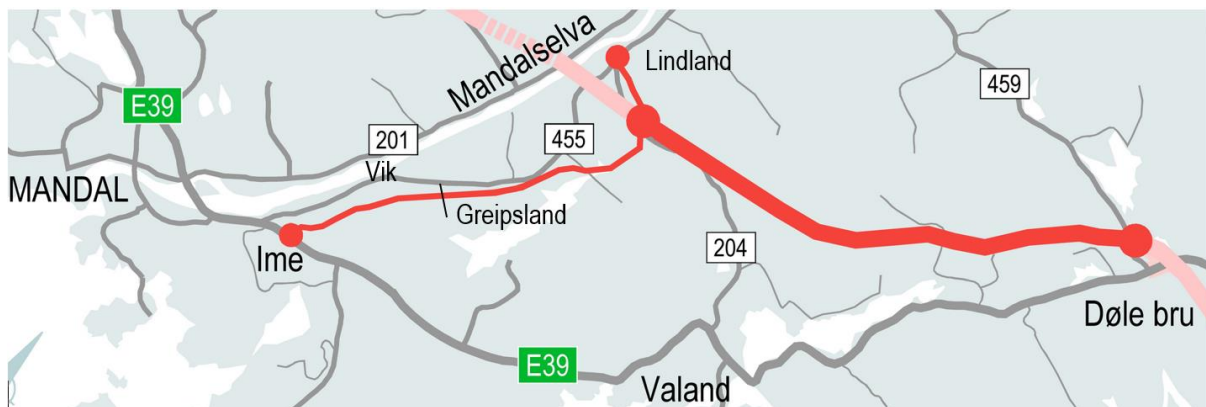 Lindland
E39
Mandalselva
459
201
455
Vik
MANDAL
Greipsland
Ime
204
Døle bru
E39
Valand